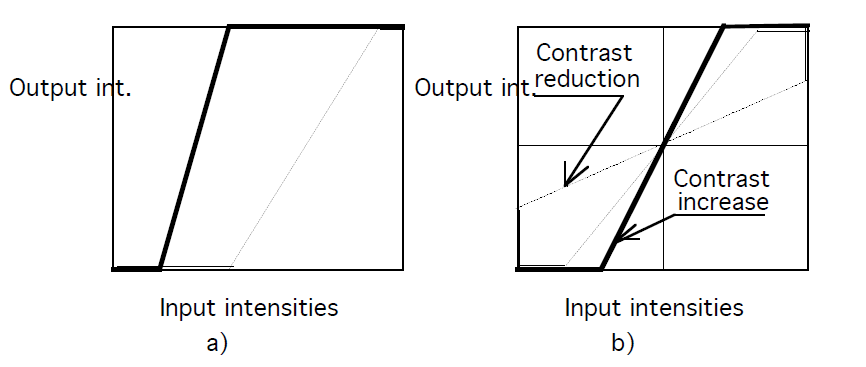 Output int.
Input intensities
a)
Contrast
reduction
Output int.
Contrast
increase
Input intensities
b)